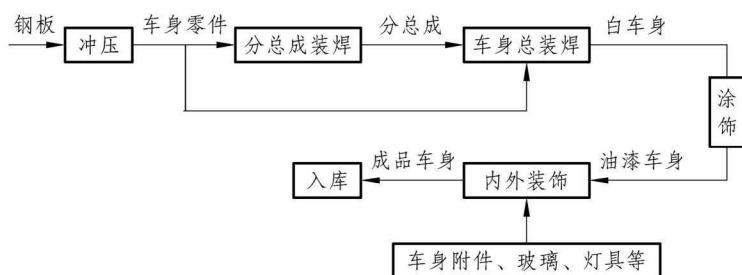 钢板
冲压
车身零件
分总成装焊
分总成
车身总装焊
白车身
涂饰
油漆车身
内外装饰
成品车身
入库
车身附件、玻璃、灯具等